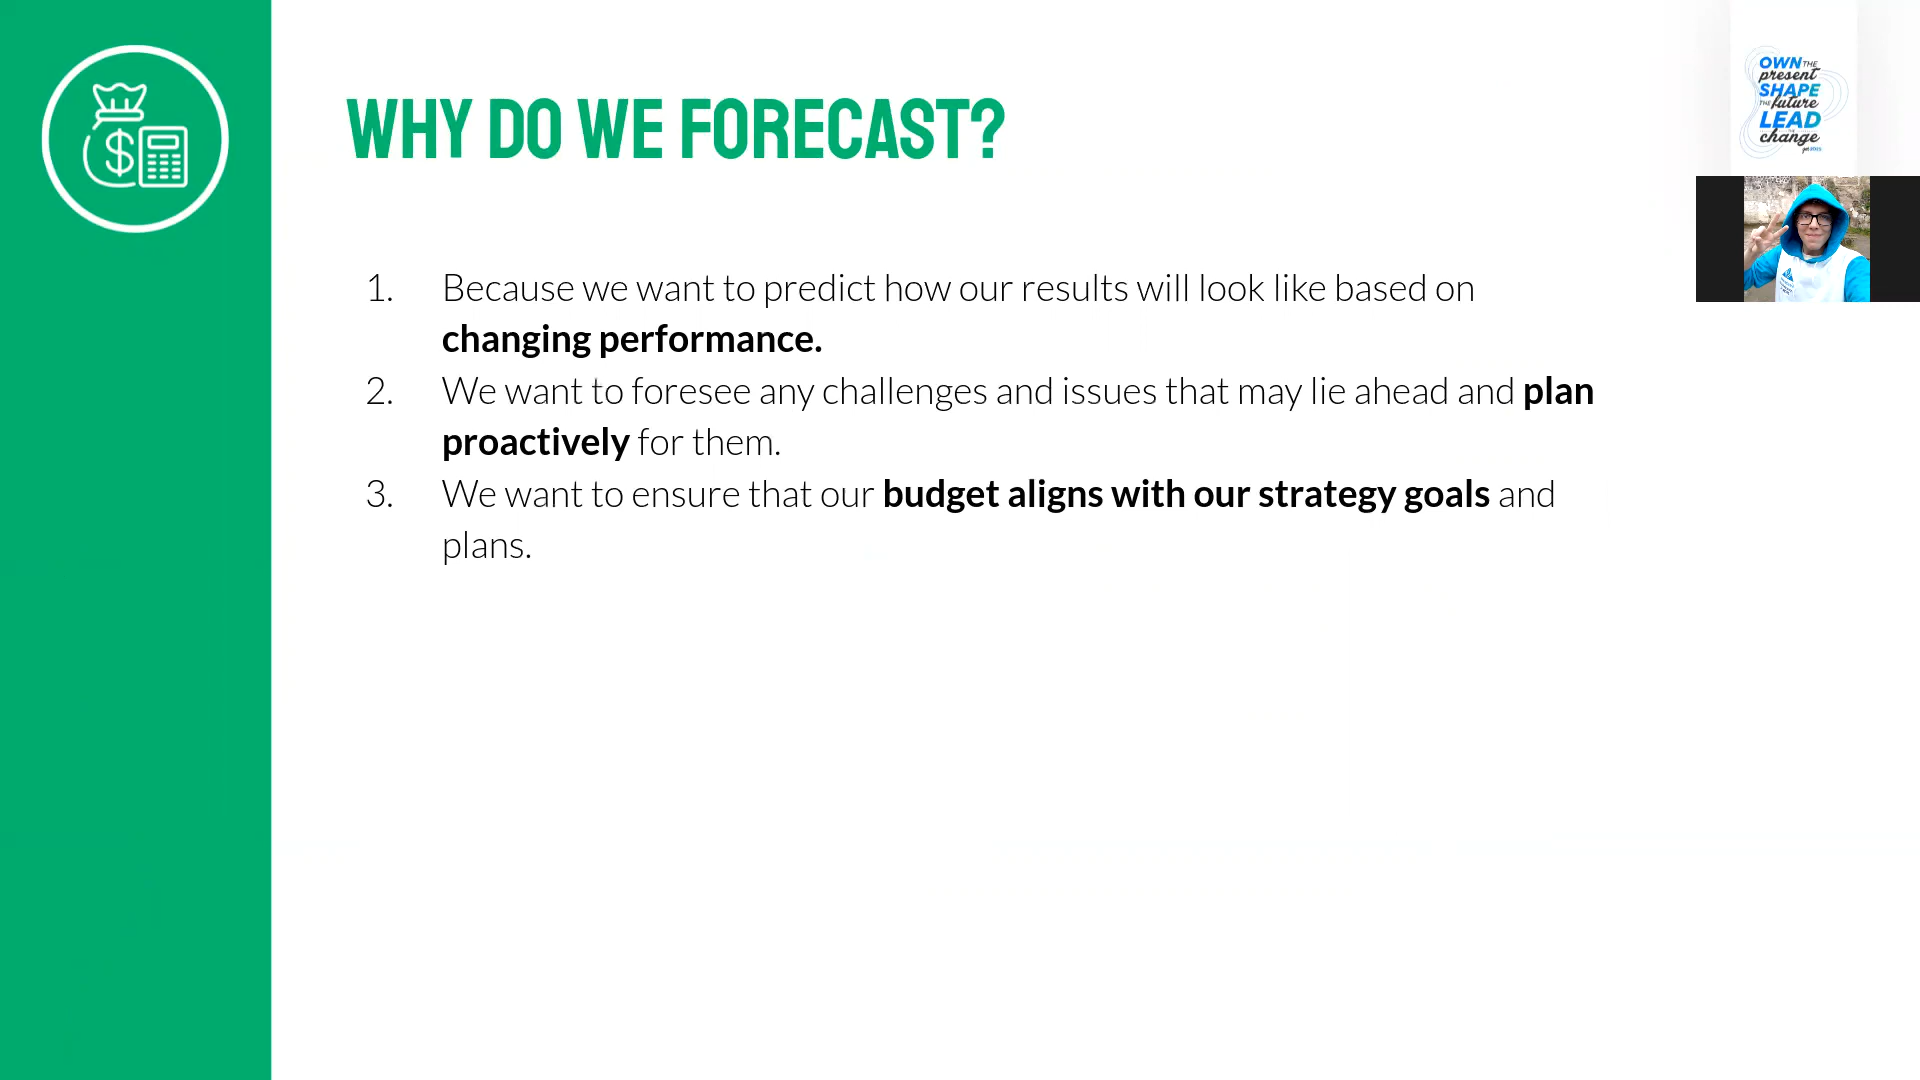 WHY DO WE FORECAST?
1. Because we want to predict how our results will look like based on
changing performance.
2. We want to foresee any challenges and issues that may lie ahead and plan
proactively for them.
3. We want to ensure that our budget aligns with our strategy goals and
plans.
OWN THE
present
SHAPE
THE future
LEAD
change
$